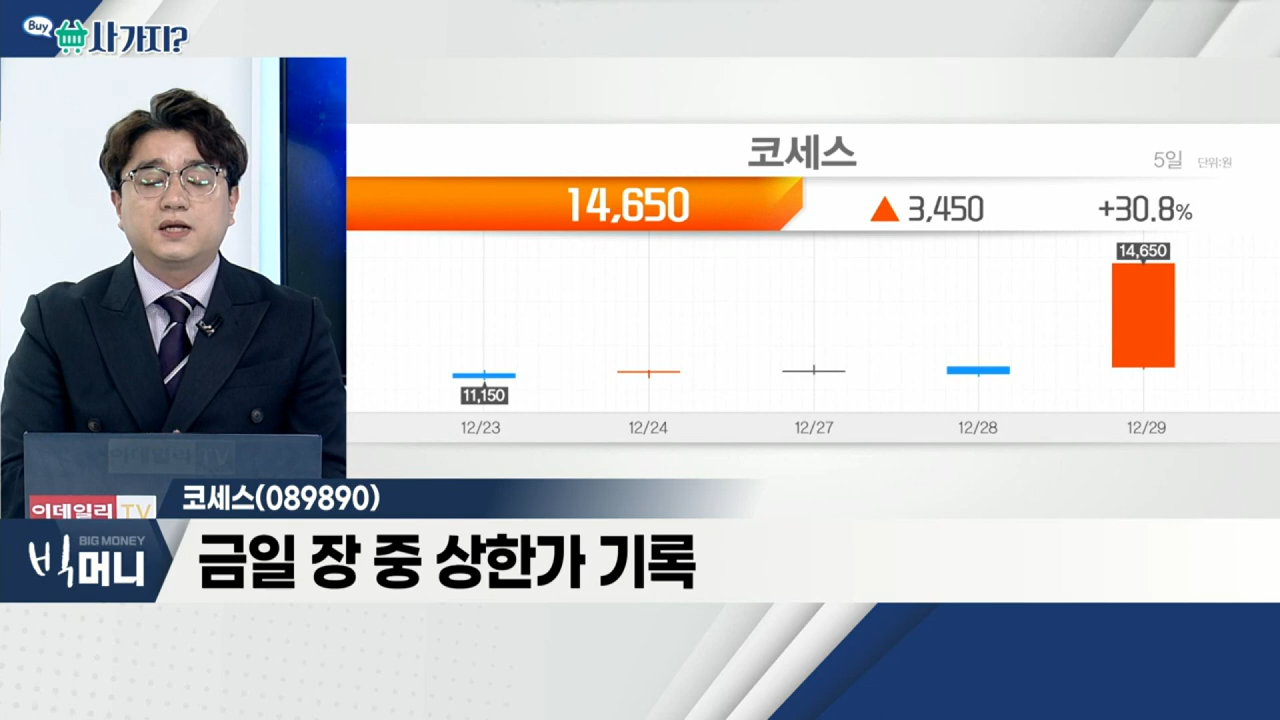 Buy
사가지?
코세스
5일 단위:원
14,650 ▲ 3,450 +30.8%
14,650
11,150
12/23 12/24 12/27 12/28 12/29
이데일리 TV
이데일리 TV
코세스(089890)
BIG MONEY
빅머니
금일 장 중 상한가 기록